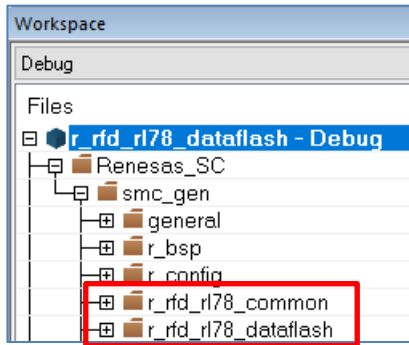 Workspace
Debug
Files
r_rfd_rl78_dataflash - Debug
Renesas_SC
smc_gen
general
r_bsp
r_config
r_rfd_rl78_common
r_rfd_rl78_dataflash